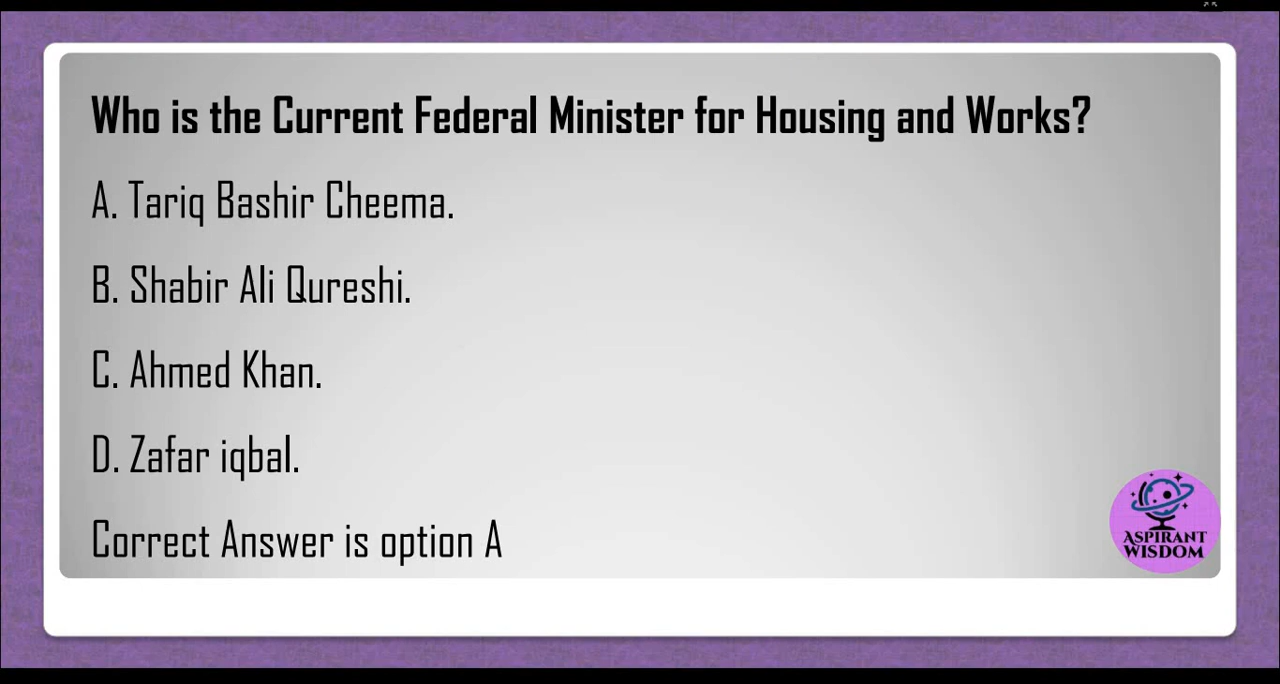 Who is the Current Federal Minister for Housing and Works?
A. Tariq Bashir Cheema.
B. Shabir Ali Qureshi.
C. Ahmed Khan.
D. Zafar iqbal.
Correct Answer is option A
ASPIRANT
WISDOM